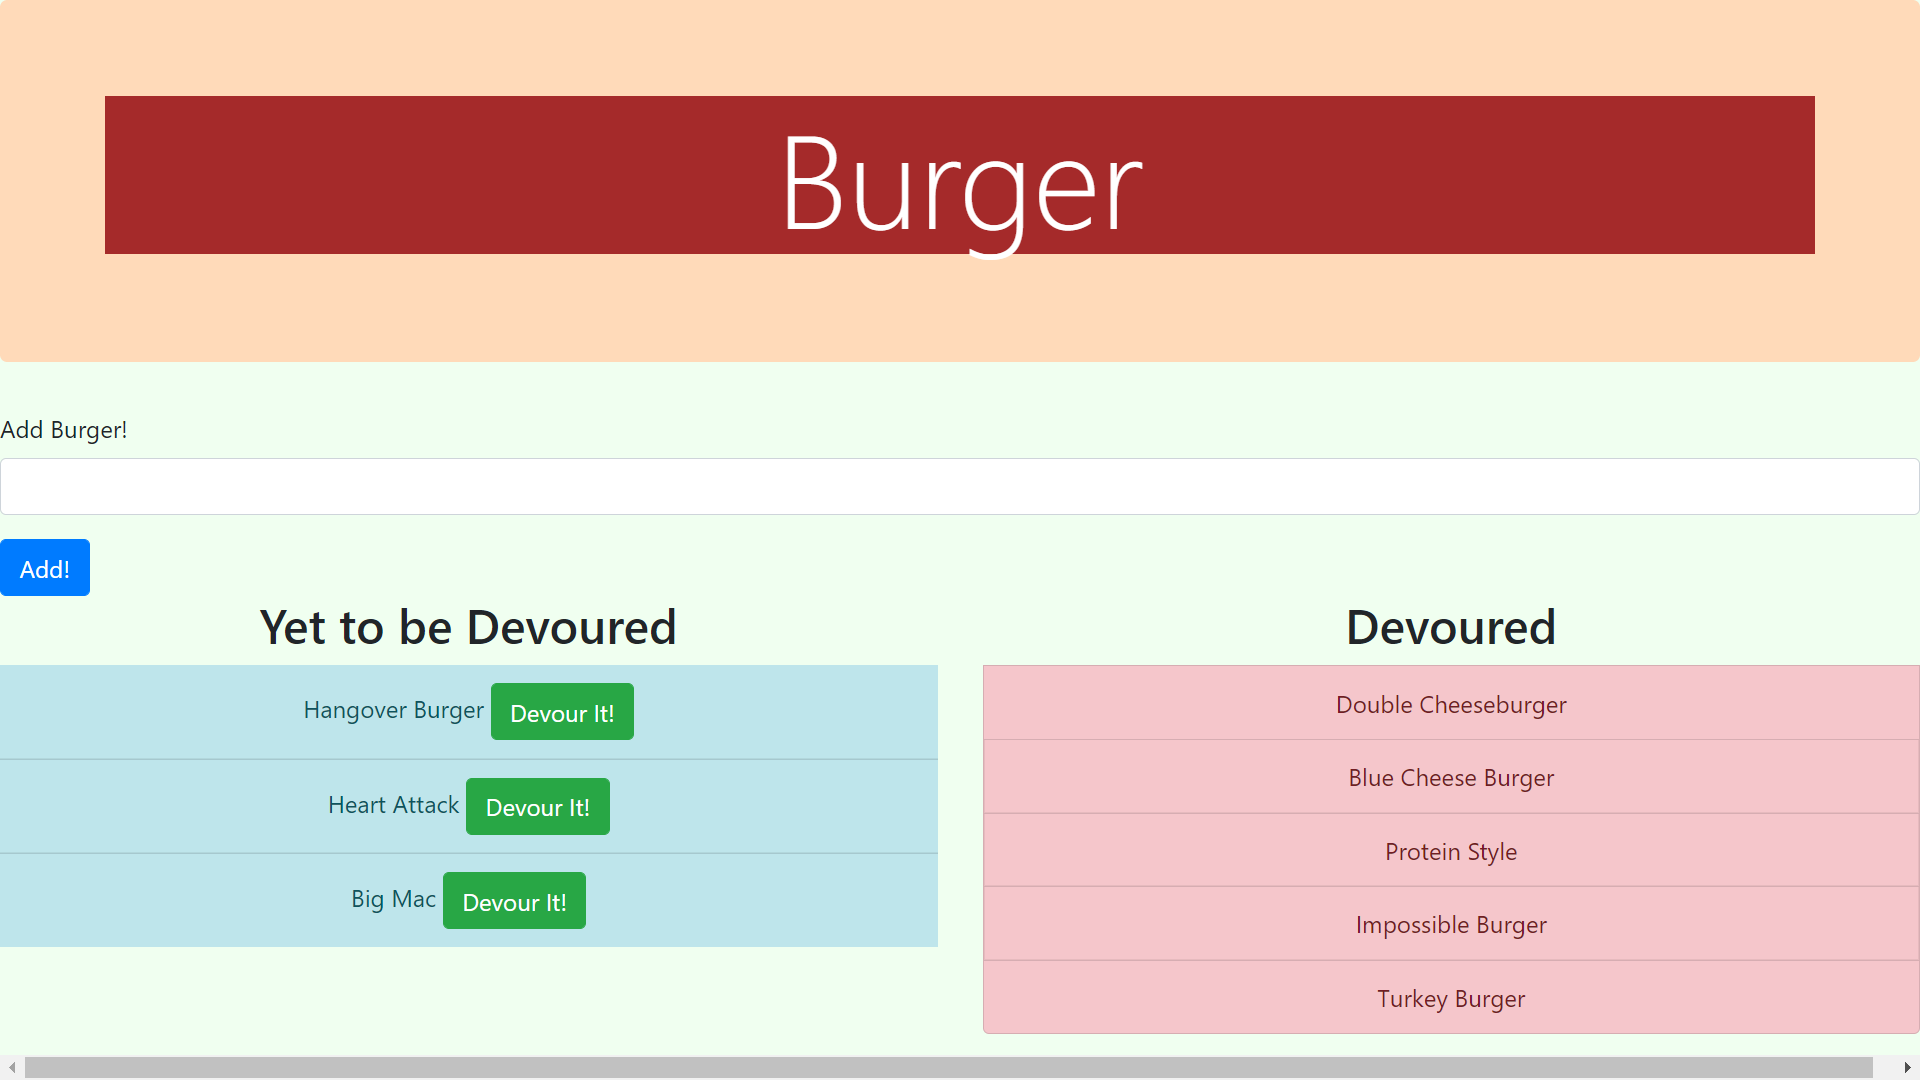 Burger
Add Burger!
Add!
Yet to be Devoured
Hangover Burger Devour It!
Heart Attack Devour It!
Big Mac Devour It!
Devoured
Double Cheeseburger
Blue Cheese Burger
Protein Style
Impossible Burger
Turkey Burger